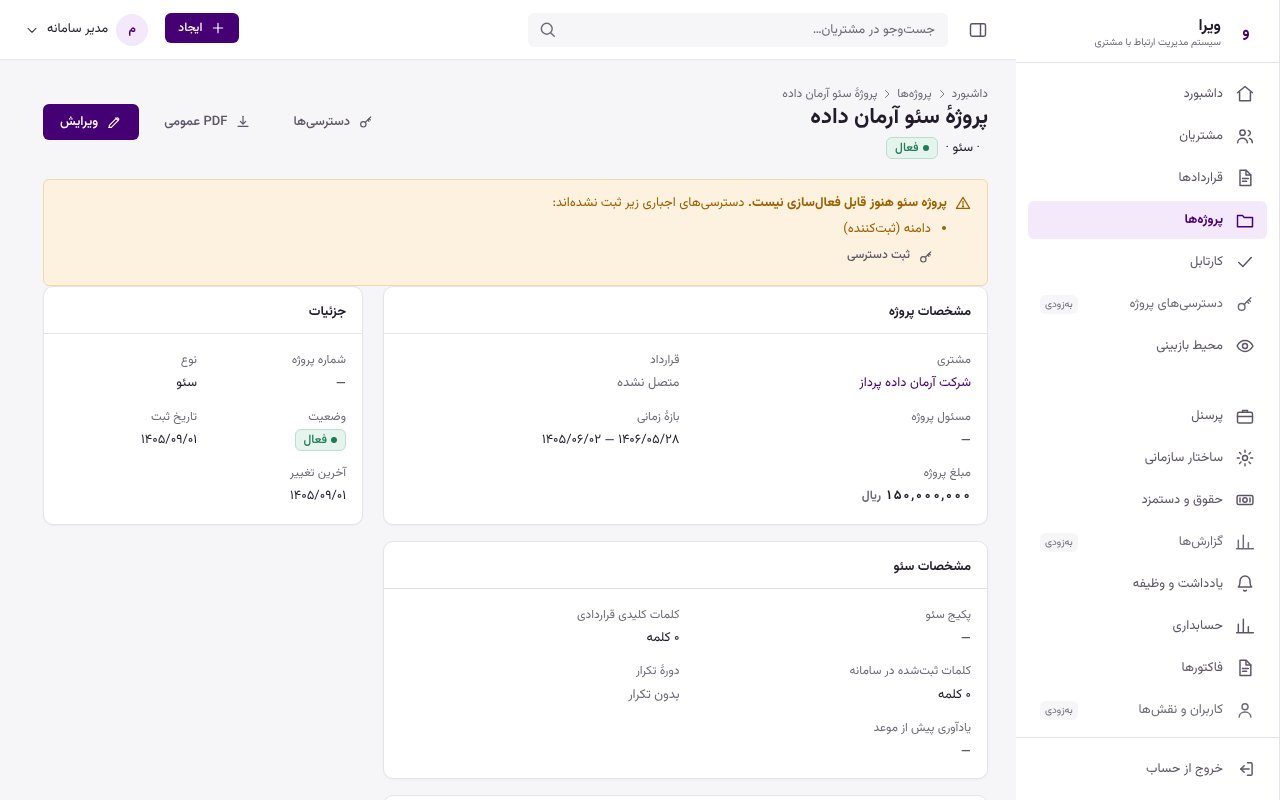 و
ویرا
سیستم مدیریت ارتباط با مشتری
جست‌وجو در مشتریان...
ایجاد
م
مدیر سامانه
داشبورد
مشتریان
قراردادها
پروژه‌ها
کارتابل
دسترسی‌های پروژه
به‌زودی
محیط بازبینی
پرسنل
ساختار سازمانی
حقوق و دستمزد
گزارش‌ها
به‌زودی
یادداشت و وظیفه
حسابداری
فاکتورها
کاربران و نقش‌ها
به‌زودی
خروج از حساب
داشبورد
پروژه‌ها
پروژهٔ سئو آرمان داده
پروژهٔ سئو آرمان داده
· سئو ·
فعال
دسترسی‌ها
PDF عمومی
ویرایش
پروژه سئو هنوز قابل فعال‌سازی نیست. دسترسی‌های اجباری زیر ثبت نشده‌اند:
• دامنه (ثبت‌کننده)
ثبت دسترسی
مشخصات پروژه
مشتری
شرکت آرمان داده پرداز
قرارداد
متصل نشده
مسئول پروژه
—
بازهٔ زمانی
۱۴۰۶/۰۵/۲۸ — ۱۴۰۵/۰۶/۰۲
مبلغ پروژه
۱۵۰,۰۰۰,۰۰۰ ریال
جزئیات
شماره پروژه
—
نوع
سئو
وضعیت
فعال
تاریخ ثبت
۱۴۰۵/۰۹/۰۱
آخرین تغییر
۱۴۰۵/۰۹/۰۱
مشخصات سئو
پکیج سئو
—
کلمات کلیدی قراردادی
۰ کلمه
کلمات ثبت‌شده در سامانه
۰ کلمه
دورهٔ تکرار
بدون تکرار
یادآوری پیش از موعد
—